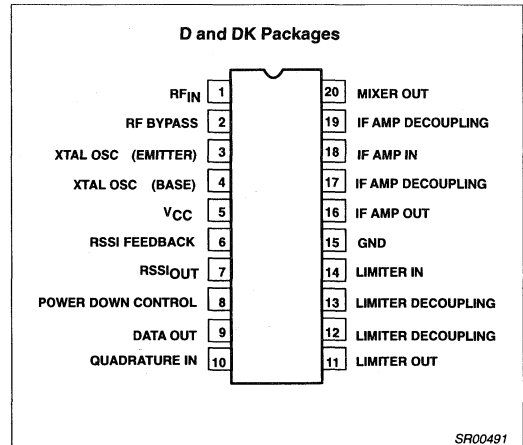 D and DK Packages
RFIN 1
RF BYPASS 2
XTAL OSC (EMITTER) 3
XTAL OSC (BASE) 4
VCC 5
RSSI FEEDBACK 6
RSSIOUT 7
POWER DOWN CONTROL 8
DATA OUT 9
QUADRATURE IN 10
20 MIXER OUT
19 IF AMP DECOUPLING
18 IF AMP IN
17 IF AMP DECOUPLING
16 IF AMP OUT
15 GND
14 LIMITER IN
13 LIMITER DECOUPLING
12 LIMITER DECOUPLING
11 LIMITER OUT
SR00491